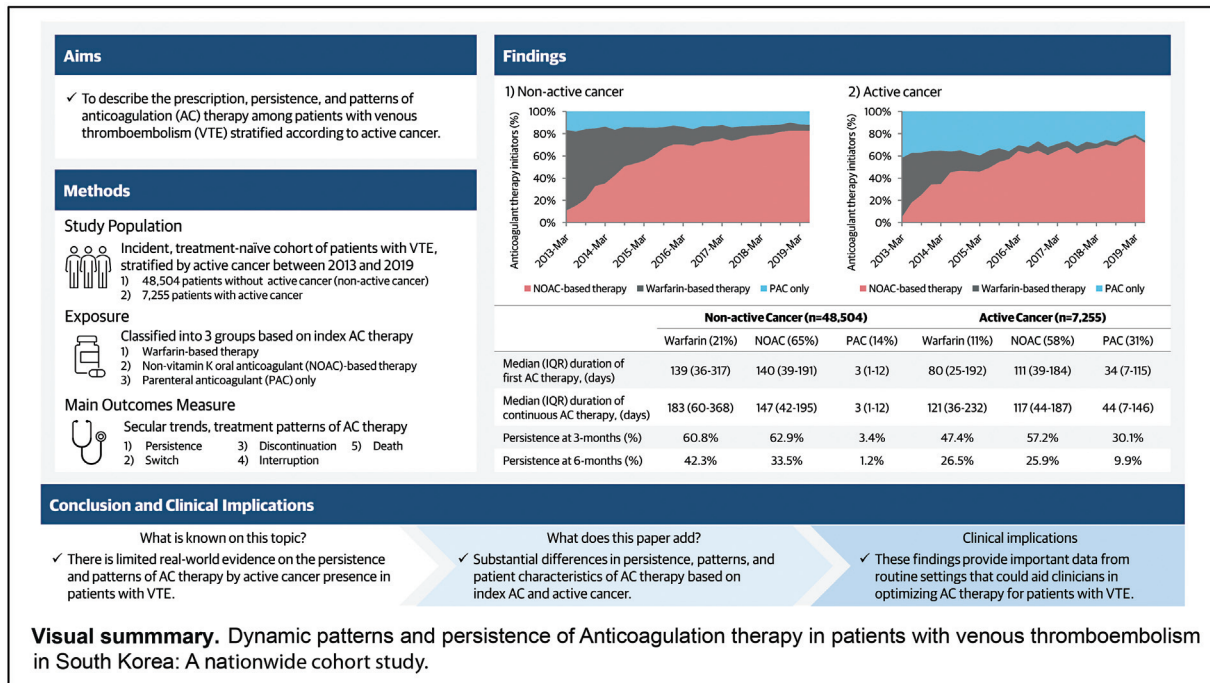 Aims
✓ To describe the prescription, persistence, and patterns of
anticoagulation (AC) therapy among patients with venous
thromboembolism (VTE) stratified according to active cancer.
Methods
Study Population
Incident, treatment-naïve cohort of patients with VTE,
stratified by active cancer between 2013 and 2019
1) 48,504 patients without active cancer (non-active cancer)
2) 7,255 patients with active cancer
Exposure
Classified into 3 groups based on index AC therapy
1) Warfarin-based therapy
2) Non-vitamin K oral anticoagulant (NOAC)-based therapy
3) Parenteral anticoagulant (PAC) only
Main Outcomes Measure
Secular trends, treatment patterns of AC therapy
1) Persistence 3) Discontinuation 5) Death
2) Switch 4) Interruption
Findings
1) Non-active cancer
Anticoagulant therapy initiators (%)
100%
80%
60%
40%
20%
0%
2013-Mar
2014-Mar
2015-Mar
2016-Mar
2017-Mar
2018-Mar
2019-Mar
NOAC-based therapy Warfarin-based therapy PAC only
2) Active cancer
Anticoagulant therapy initiators (%)
100%
80%
60%
40%
20%
0%
2013-Mar
2014-Mar
2015-Mar
2016-Mar
2017-Mar
2018-Mar
2019-Mar
NOAC-based therapy Warfarin-based therapy PAC only
Non-active Cancer (n=48,504) Active Cancer (n=7,255)
Warfarin (21%) NOAC (65%) PAC (14%) Warfarin (11%) NOAC (58%) PAC (31%)
Median (IQR) duration of
first AC therapy, (days) 139 (36-317) 140 (39-191) 3 (1-12) 80 (25-192) 111 (39-184) 34 (7-115)
Median (IQR) duration of
continuous AC therapy, (days) 183 (60-368) 147 (42-195) 3 (1-12) 121 (36-232) 117 (44-187) 44 (7-146)
Persistence at 3-months (%) 60.8% 62.9% 3.4% 47.4% 57.2% 30.1%
Persistence at 6-months (%) 42.3% 33.5% 1.2% 26.5% 25.9% 9.9%
Conclusion and Clinical Implications
What is known on this topic?
✓ There is limited real-world evidence on the persistence
and patterns of AC therapy by active cancer presence in
patients with VTE.
What does this paper add?
✓ Substantial differences in persistence, patterns, and
patient characteristics of AC therapy based on
index AC and active cancer.
Clinical implications
✓ These findings provide important data from
routine settings that could aid clinicians in
optimizing AC therapy for patients with VTE.
Visual summmary. Dynamic patterns and persistence of Anticoagulation therapy in patients with venous thromboembolism
in South Korea: A nationwide cohort study.